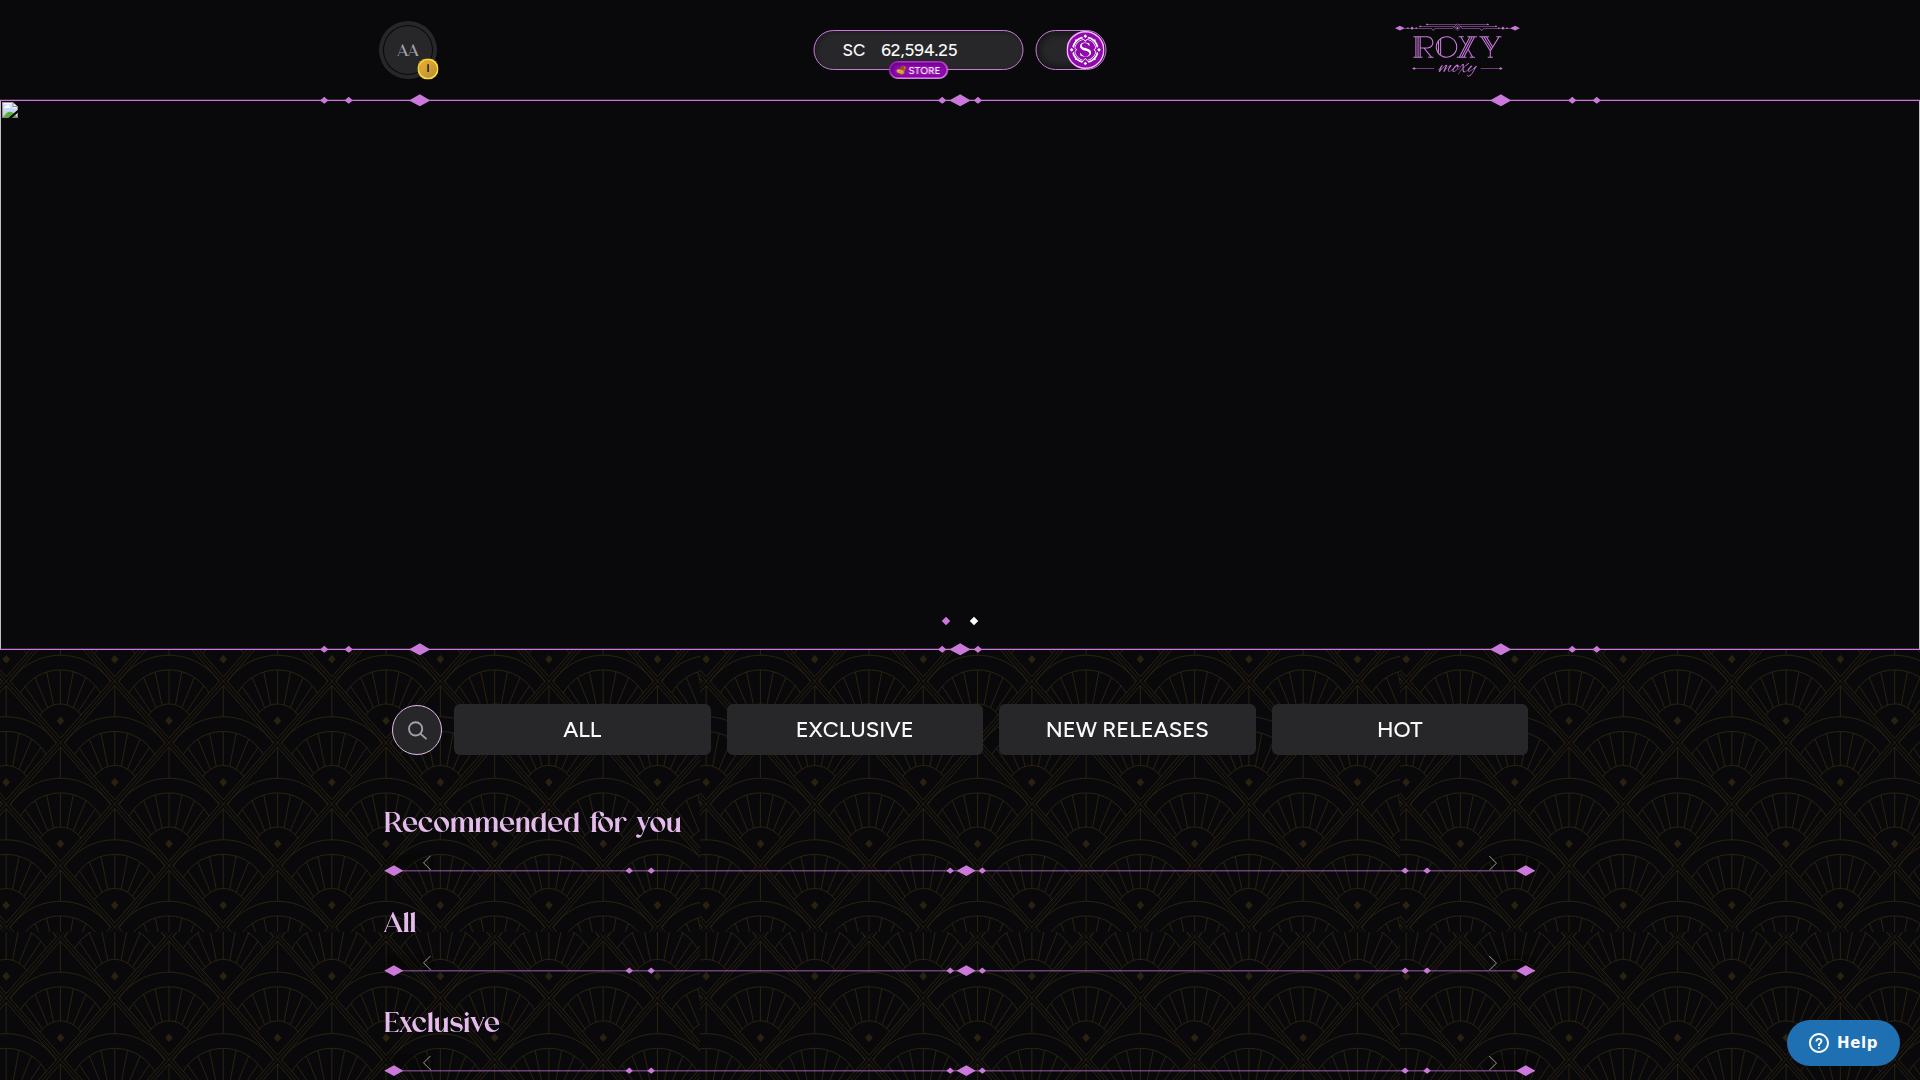 AA
I
SC 62,594.25
STORE
S
ROXY
moxy
ALL
EXCLUSIVE
NEW RELEASES
HOT
Recommended for you
All
Exclusive
Help